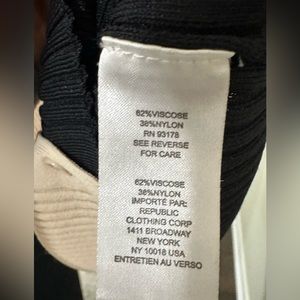 62%VISCOSE
38%NYLON
RN 93178
SEE REVERSE
FOR CARE
62%VISCOSE
38%NYLON
IMPORTÉ PAR:
REPUBLIC
CLOTHING CORP
1411 BROADWAY
NEW YORK
NY 10018 USA
ENTRETIEN AU VERSO